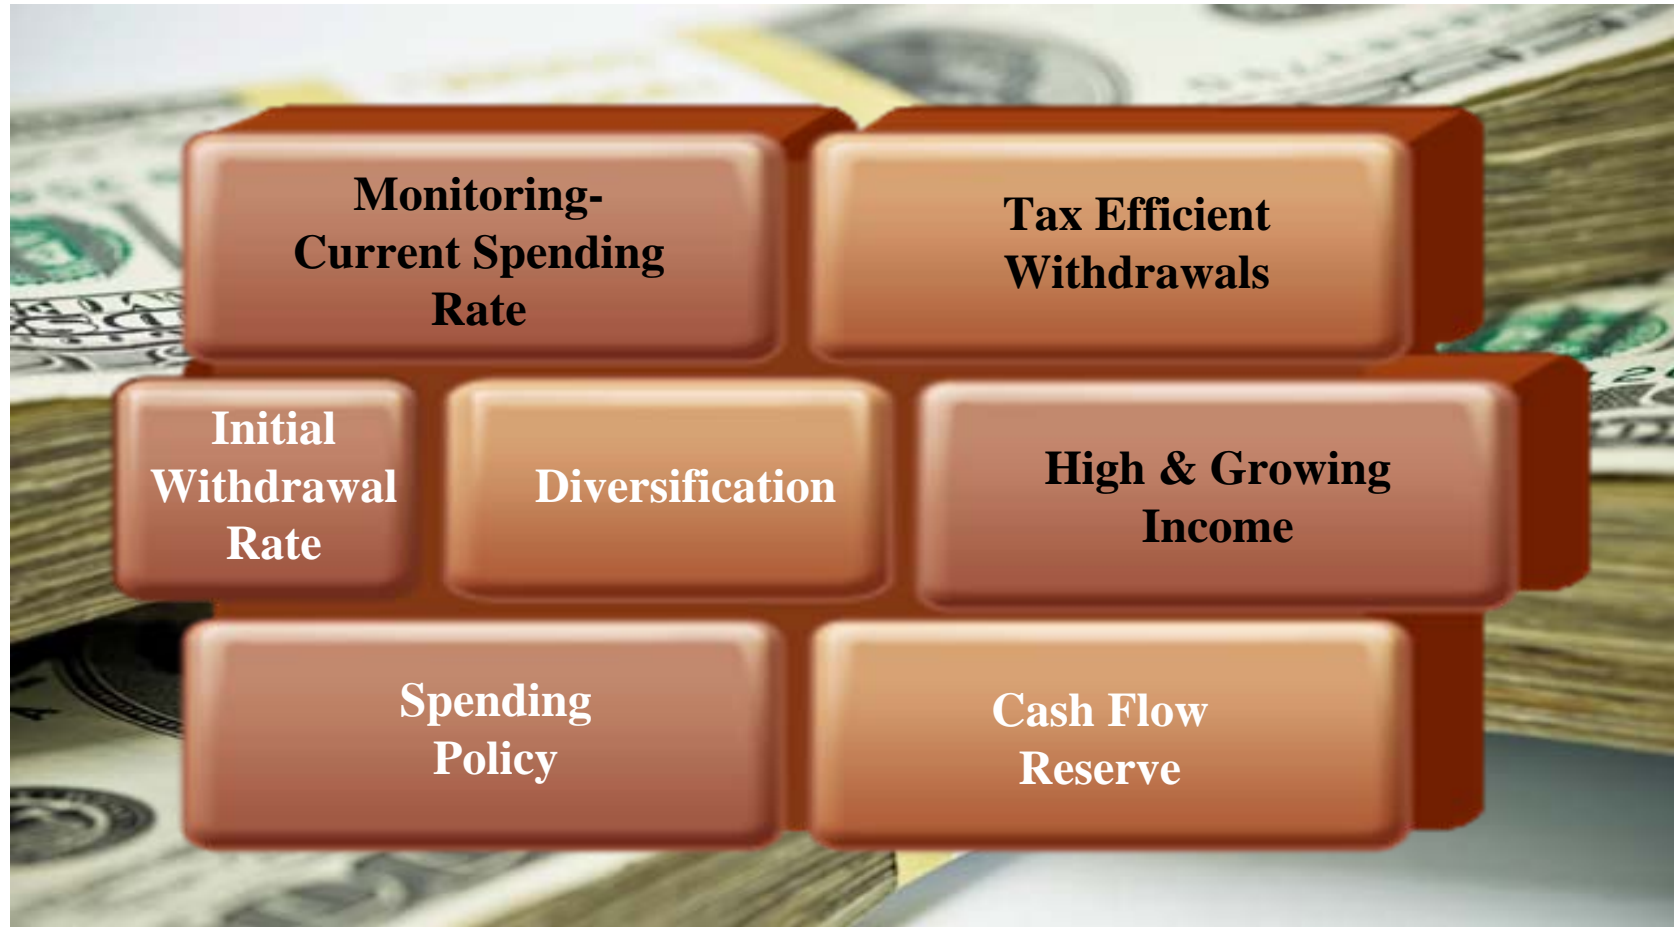 Monitoring-
Current Spending
Rate
Tax Efficient
Withdrawals
Initial
Withdrawal
Rate
Diversification
High & Growing
Income
Spending
Policy
Cash Flow
Reserve